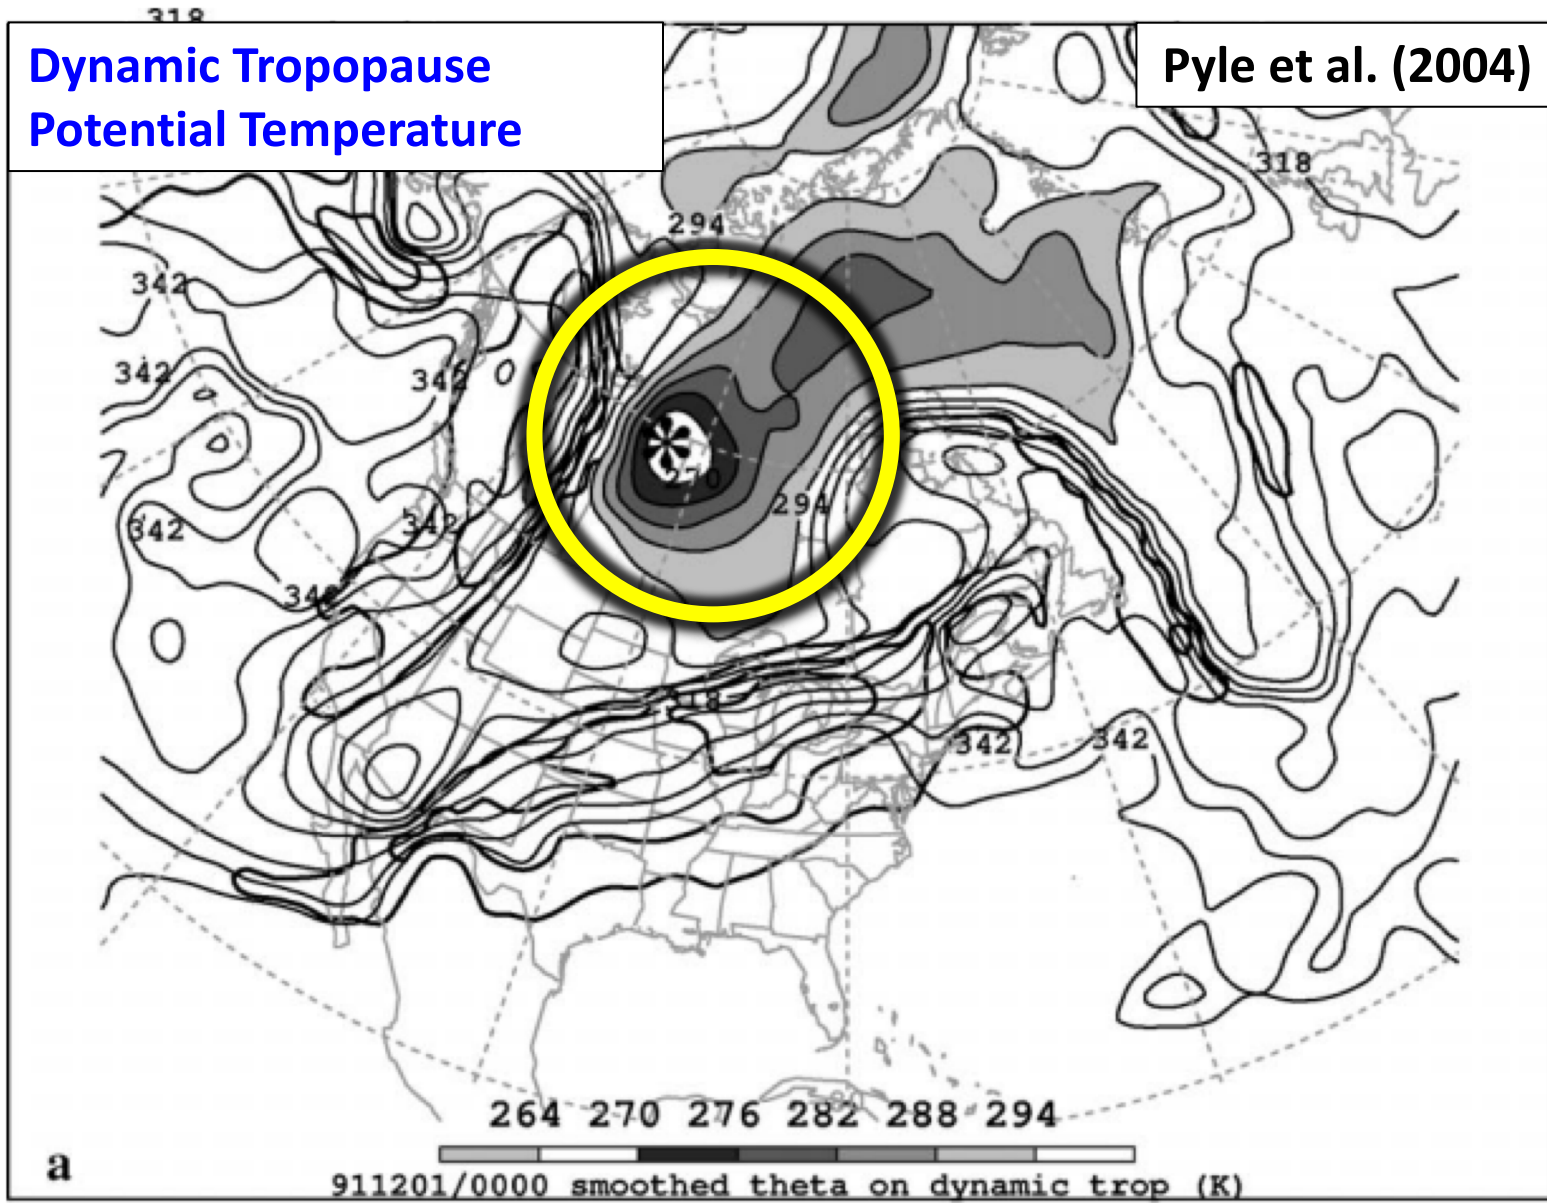 318
Dynamic Tropopause
Potential Temperature
Pyle et al. (2004)
318
294
342
342
342
270
294
342
342
34
318
342
342
264 270 276 282 288 294
a
911201/0000 smoothed theta on dynamic trop (K)